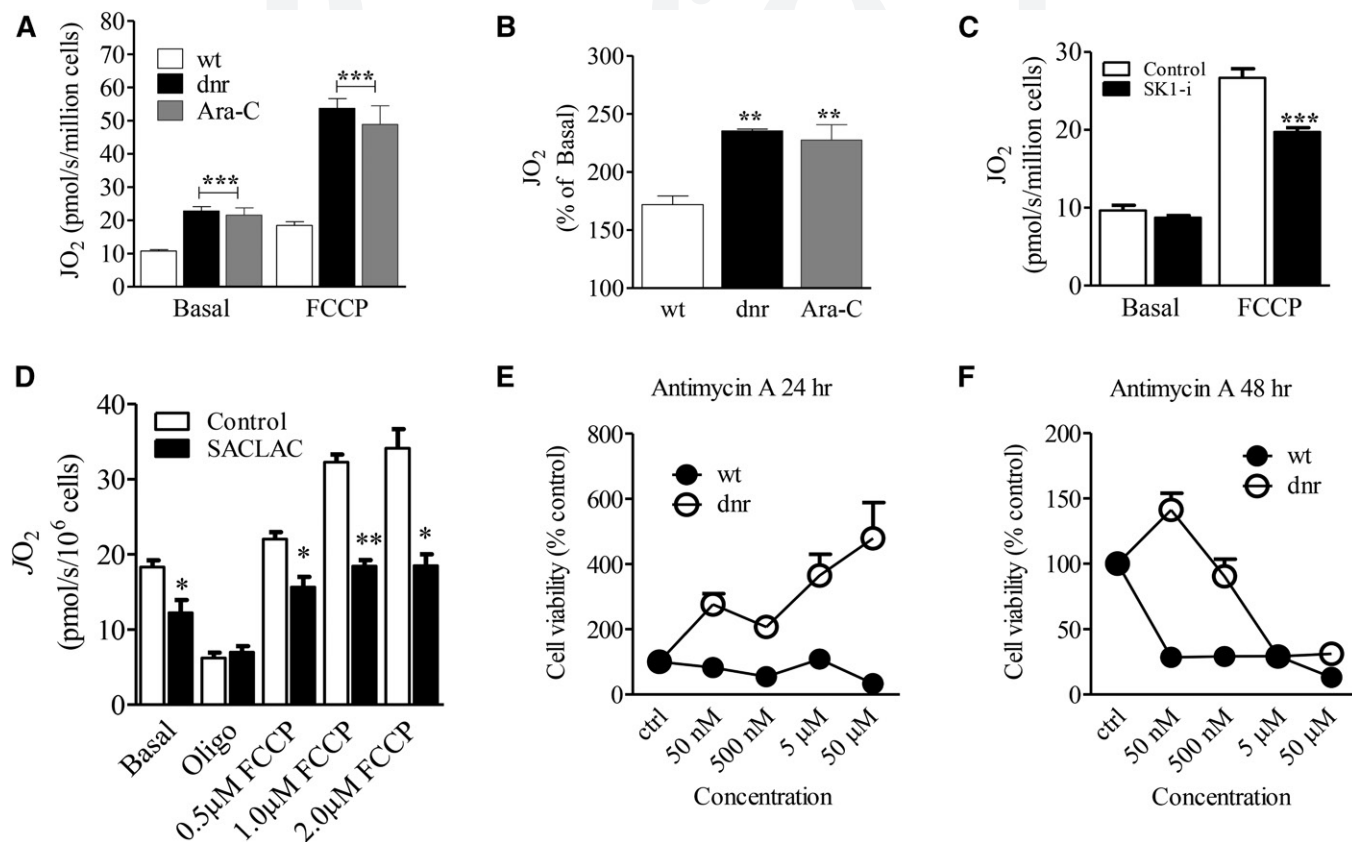 A
JO2 (pmol/s/million cells)
80
70
60
50
40
30
20
10
0
wt
dnr
Ara-C
***
***
Basal
FCCP
B
JO2
(% of Basal)
300
250
200
150
100
**
**
wt
dnr
Ara-C
C
JO2
(pmol/s/million cells)
30
20
10
0
Control
SK1-i
***
Basal
FCCP
D
JO2
(pmol/s/10^6 cells)
40
30
20
10
0
Control
SACLAC
*
*
**
*
Basal
Oligo
0.5μM FCCP
1.0μM FCCP
2.0μM FCCP
E
Antimycin A 24 hr
Cell viability (% control)
800
600
400
200
0
wt
dnr
ctrl
50 nM
500 nM
5 μM
50 μM
Concentration
F
Antimycin A 48 hr
Cell viability (% control)
200
150
100
50
0
wt
dnr
ctrl
50 nM
500 nM
5 μM
50 μM
Concentration